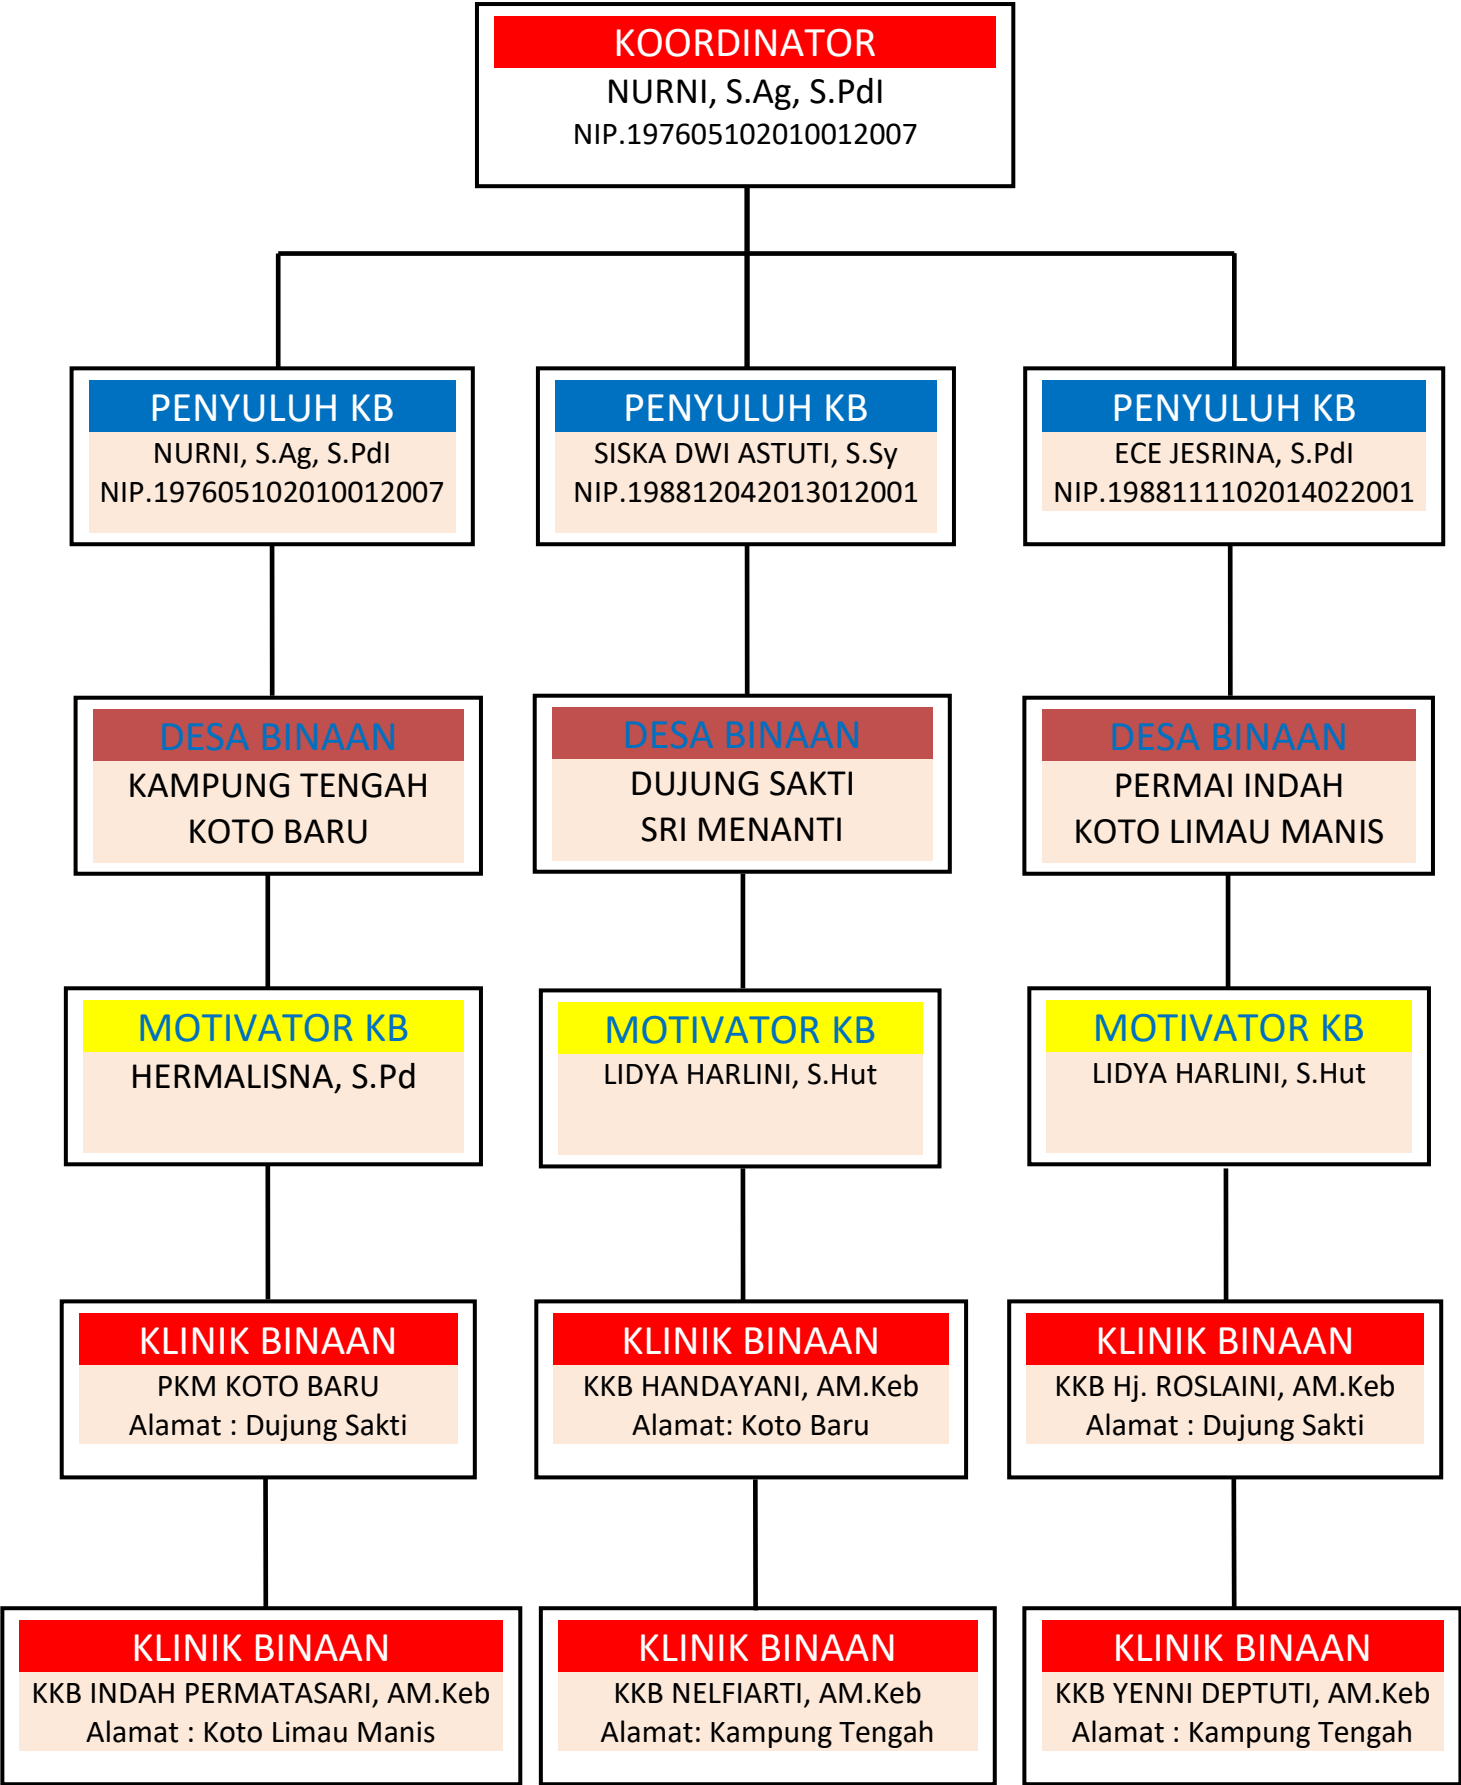 KOORDINATOR
NURNI, S.Ag, S.PdI
NIP.197605102010012007
PENYULUH KB
NURNI, S.Ag, S.PdI
NIP.197605102010012007
PENYULUH KB
SISKA DWI ASTUTI, S.Sy
NIP.198812042013012001
PENYULUH KB
ECE JESRINA, S.PdI
NIP.1988111102014022001
DESA BINAAN
KAMPUNG TENGAH
KOTO BARU
DESA BINAAN
DUJUNG SAKTI
SRI MENANTI
DESA BINAAN
PERMAI INDAH
KOTO LIMAU MANIS
MOTIVATOR KB
HERMALISNA, S.Pd
MOTIVATOR KB
LIDYA HARLINI, S.Hut
MOTIVATOR KB
LIDYA HARLINI, S.Hut
KLINIK BINAAN
PKM KOTO BARU
Alamat : Dujung Sakti
KLINIK BINAAN
KKB HANDAYANI, AM.Keb
Alamat: Koto Baru
KLINIK BINAAN
KKB Hj. ROSLAINI, AM.Keb
Alamat : Dujung Sakti
KLINIK BINAAN
KKB INDAH PERMATASARI, AM.Keb
Alamat : Koto Limau Manis
KLINIK BINAAN
KKB NELFIARTI, AM.Keb
Alamat: Kampung Tengah
KLINIK BINAAN
KKB YENNI DEPTUTI, AM.Keb
Alamat : Kampung Tengah